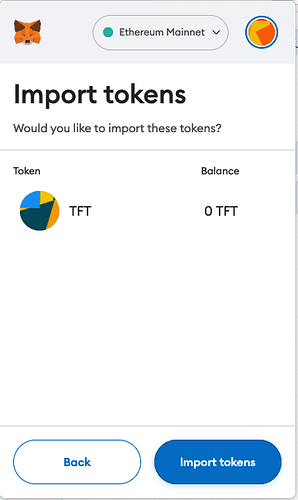 Ethereum Mainnet
Import tokens
Would you like to import these tokens?
Token Balance
TFT 0 TFT
Back Import tokens